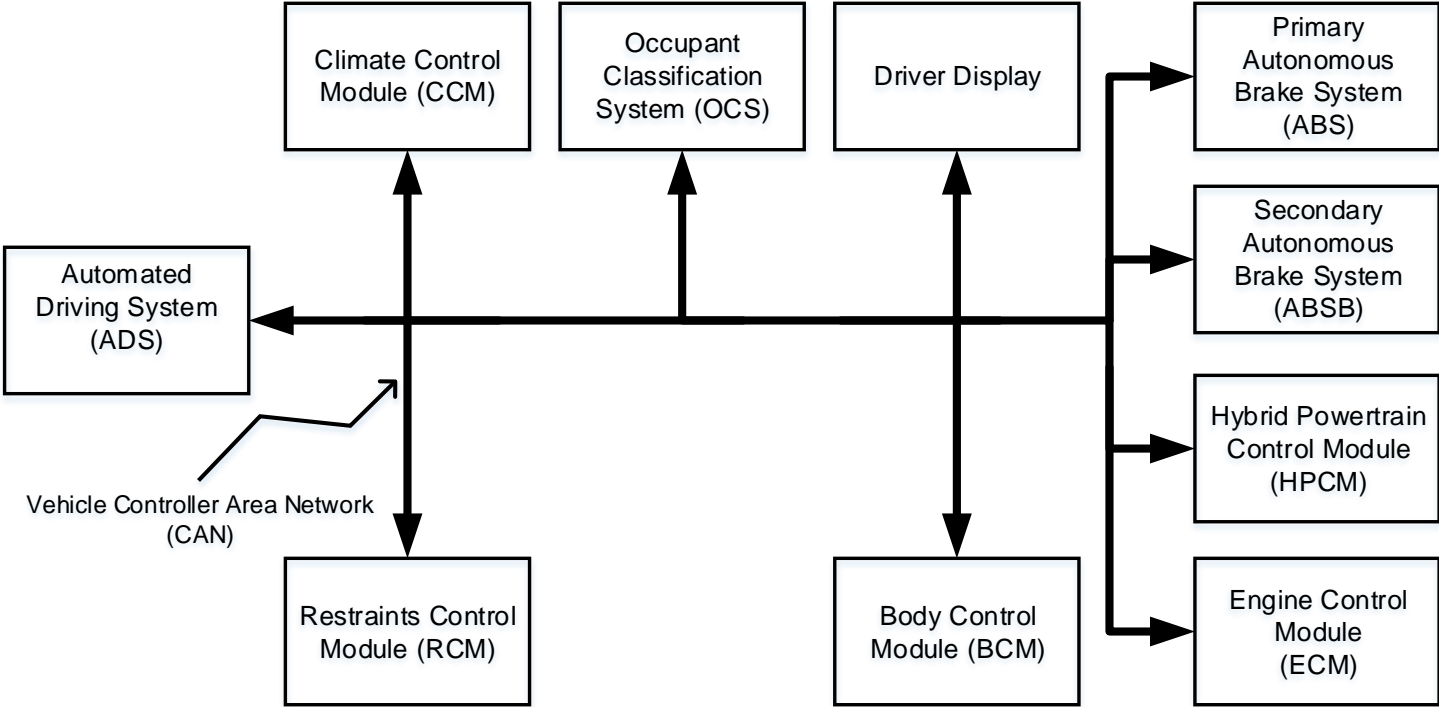 Climate Control
Module (CCM)
Occupant
Classification
System (OCS)
Driver Display
Primary
Autonomous
Brake System
(ABS)
Secondary
Autonomous
Brake System
(ABSB)
Automated
Driving System
(ADS)
Hybrid Powertrain
Control Module
(HPCM)
Vehicle Controller Area Network
(CAN)
Restraints Control
Module (RCM)
Body Control
Module (BCM)
Engine Control
Module
(ECM)